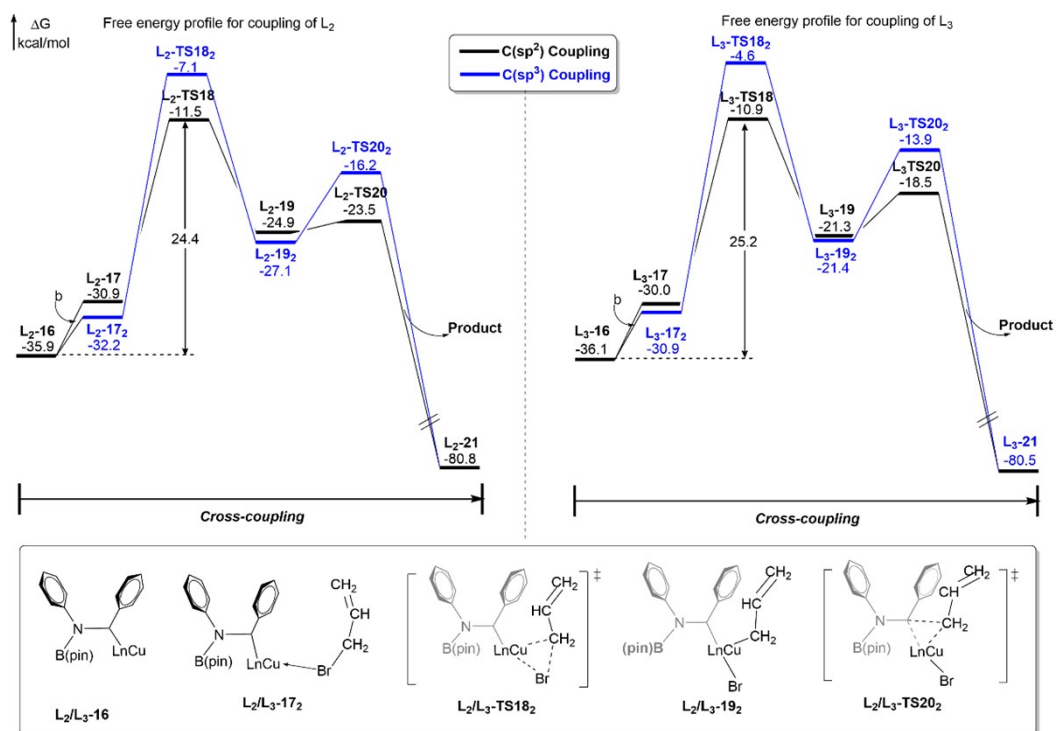 ΔG
kcal/mol
Free energy profile for coupling of L2
Free energy profile for coupling of L3
C(sp2) Coupling
C(sp3) Coupling
L2-TS182
-7.1
L2-TS18
-11.5
L2-TS202
-16.2
L2-TS20
-23.5
L2-19
-24.9
L2-192
-27.1
24.4
L2-17
-30.9
b
L2-16
-35.9
L2-172
-32.2
Product
L2-21
-80.8
Cross-coupling
L3-TS182
-4.6
L3-TS18
-10.9
L3-TS202
-13.9
L3TS20
-18.5
L3-19
-21.3
L3-192
-21.4
25.2
L3-17
-30.0
b
L3-16
-36.1
L3-172
-30.9
Product
L3-21
-80.5
Cross-coupling
N
B(pin)
LnCu
L2/L3-16
N
B(pin)
LnCu
CH2
CH
CH2
Br
L2/L3-172
N
B(pin)
LnCu
CH2
HC
CH2
Br
‡
L2/L3-TS182
N
(pin)B
LnCu
CH2
HC
CH2
Br
L2/L3-192
N
B(pin)
LnCu
CH2
HC
CH2
Br
‡
L2/L3-TS202